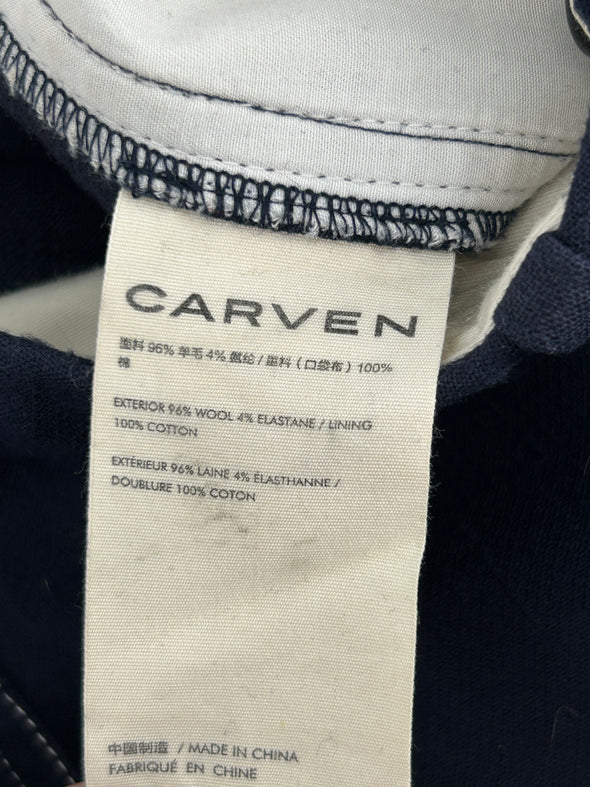 CARVEN
面料 96% 羊毛 4% 氨纶 / 里料（口袋布）100%
棉
EXTERIOR 96% WOOL 4% ELASTANE / LINING
100% COTTON
EXTÉRIEUR 96% LAINE 4% ÉLASTHANNE /
DOUBLURE 100% COTON
中国制造 / MADE IN CHINA
FABRIQUÉ EN CHINE